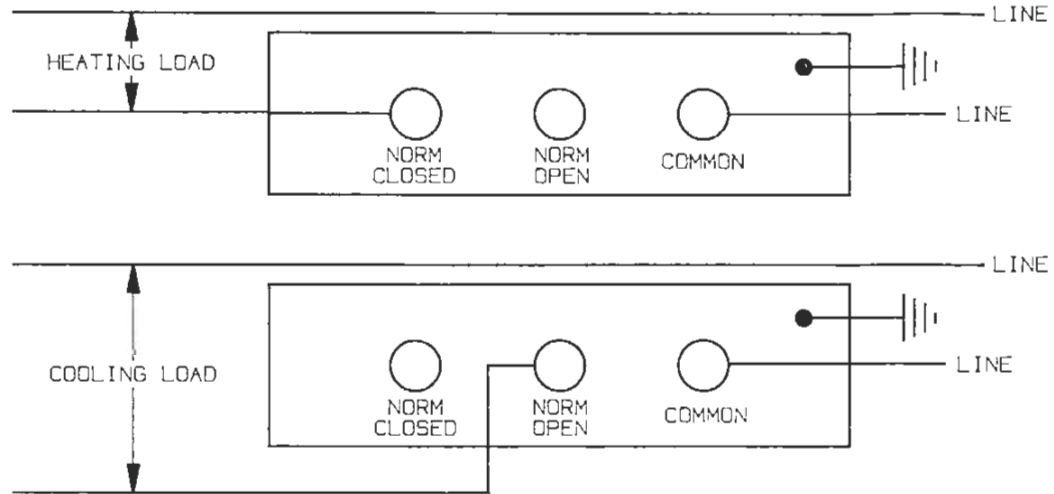 LINE
HEATING LOAD
LINE
NORM
CLOSED
NORM
OPEN
COMMON
LINE
COOLING LOAD
LINE
NORM
CLOSED
NORM
OPEN
COMMON